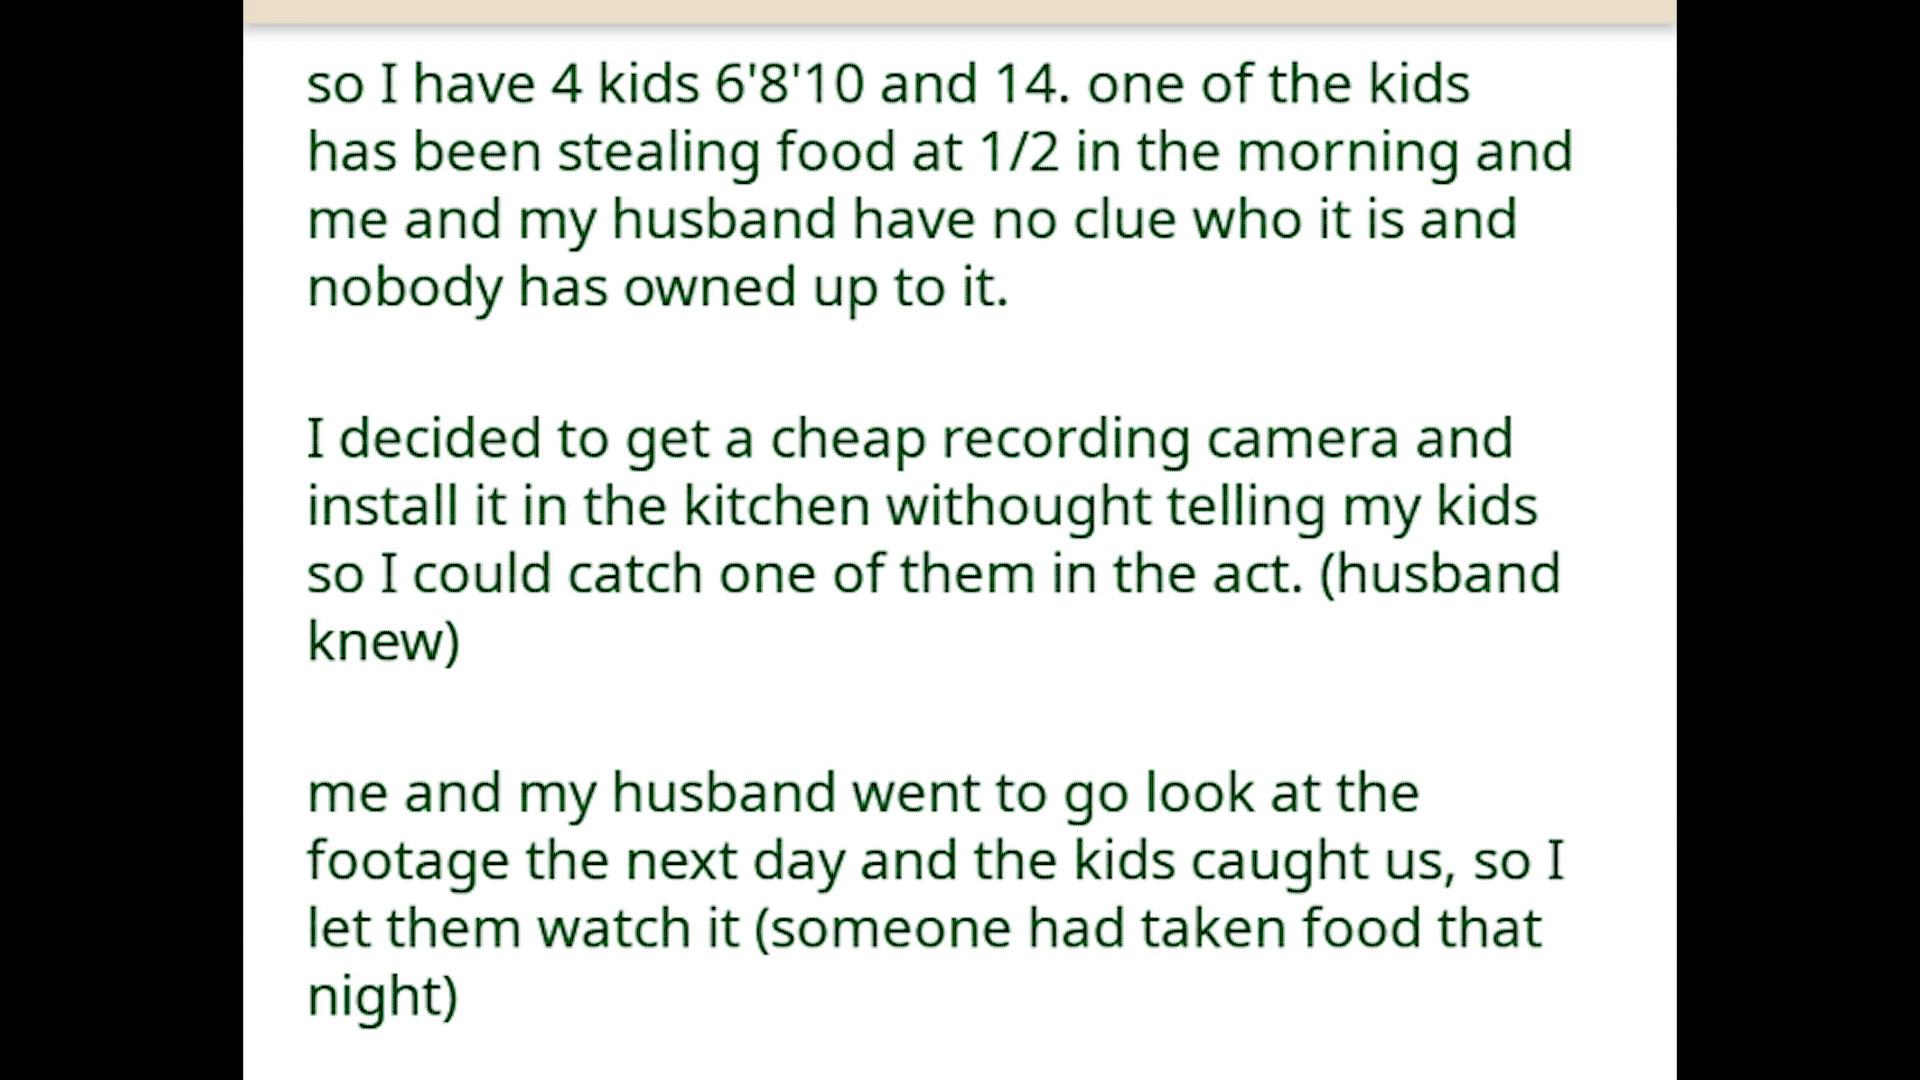 so I have 4 kids 6'8'10 and 14. one of the kids
has been stealing food at 1/2 in the morning and
me and my husband have no clue who it is and
nobody has owned up to it.
I decided to get a cheap recording camera and
install it in the kitchen withought telling my kids
so I could catch one of them in the act. (husband
knew)
me and my husband went to go look at the
footage the next day and the kids caught us, so I
let them watch it (someone had taken food that
night)